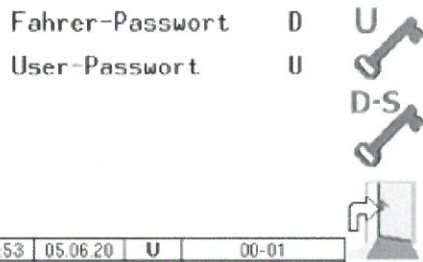 Fahrer-Passwort D
User-Passwort U
U
D-S
:53 05.06.20 U 00-01